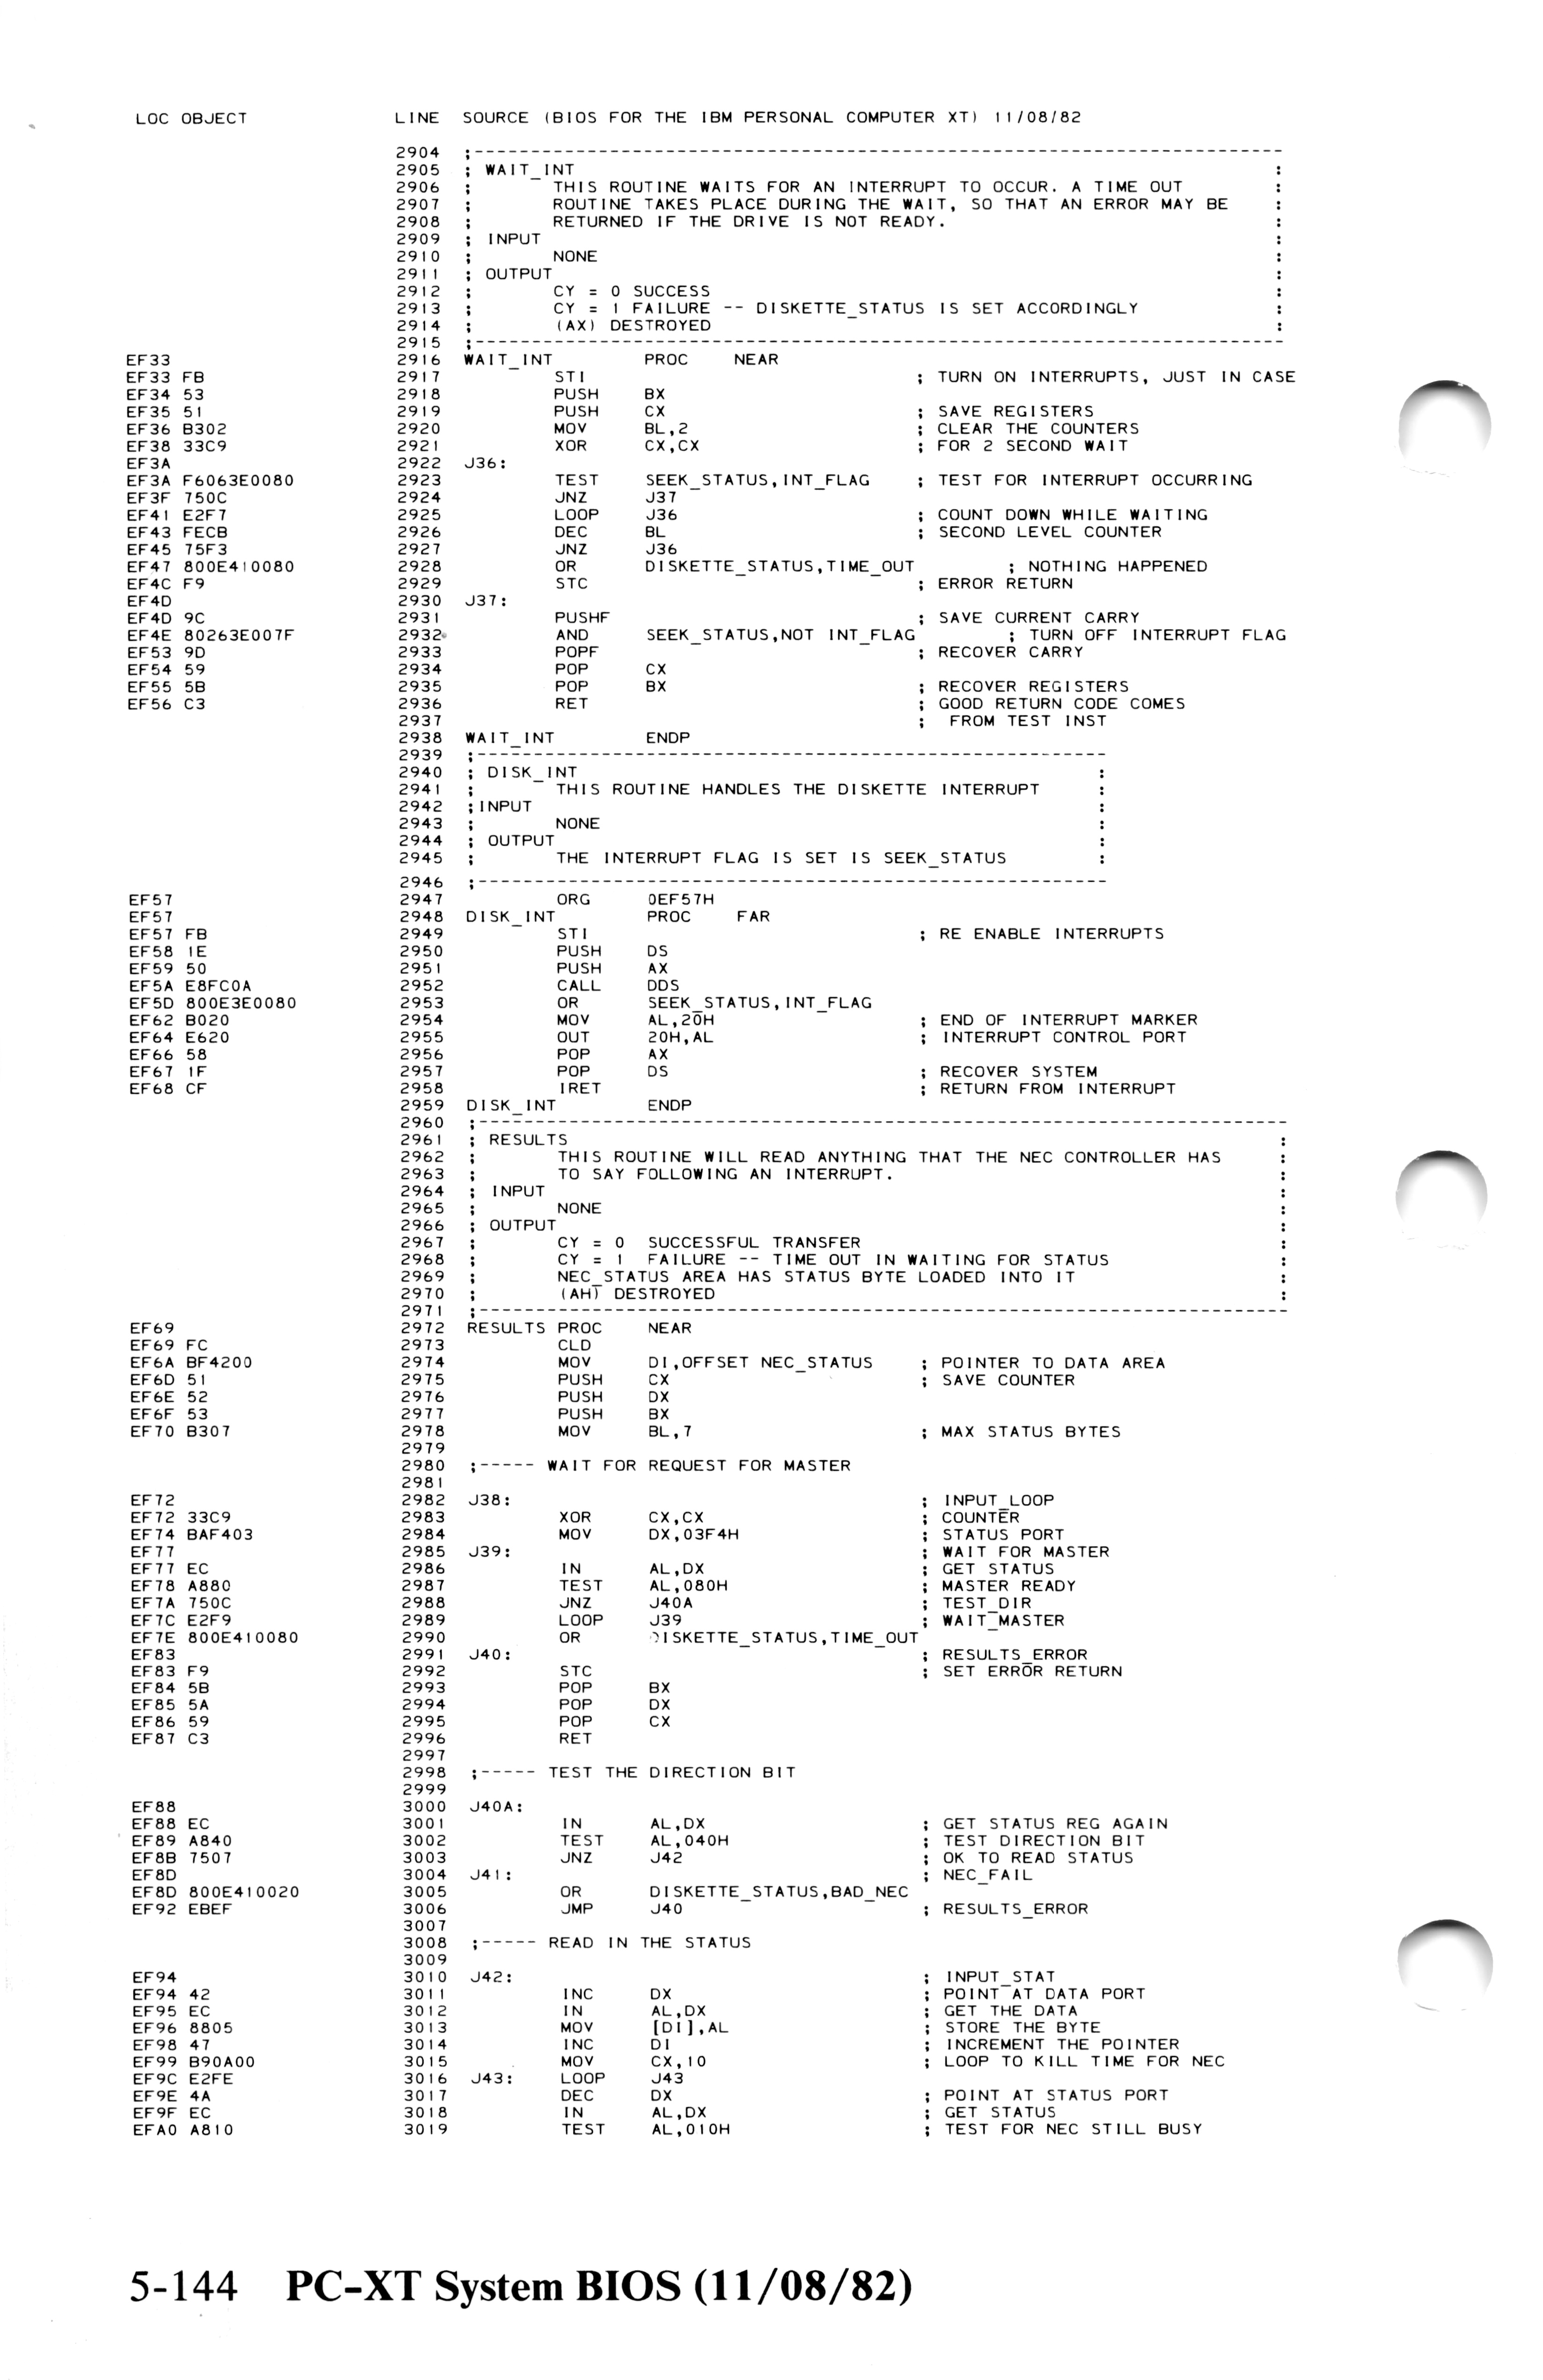 LOC OBJECT LINE SOURCE (BIOS FOR THE IBM PERSONAL COMPUTER XT) 11/08/82
2904 ;------------------------------------------------------------------------
2905 ; WAIT_INT :
2906 ; THIS ROUTINE WAITS FOR AN INTERRUPT TO OCCUR. A TIME OUT :
2907 ; ROUTINE TAKES PLACE DURING THE WAIT, SO THAT AN ERROR MAY BE :
2908 ; RETURNED IF THE DRIVE IS NOT READY. :
2909 ; INPUT :
2910 ; NONE :
2911 ; OUTPUT :
2912 ; CY = 0 SUCCESS :
2913 ; CY = 1 FAILURE -- DISKETTE_STATUS IS SET ACCORDINGLY :
2914 ; (AX) DESTROYED :
2915 ;------------------------------------------------------------------------
EF33 2916 WAIT_INT PROC NEAR
EF33 FB 2917 STI ; TURN ON INTERRUPTS, JUST IN CASE
EF34 53 2918 PUSH BX
EF35 51 2919 PUSH CX ; SAVE REGISTERS
EF36 B302 2920 MOV BL,2 ; CLEAR THE COUNTERS
EF38 33C9 2921 XOR CX,CX ; FOR 2 SECOND WAIT
EF3A 2922 J36:
EF3A F6063E0080 2923 TEST SEEK_STATUS,INT_FLAG ; TEST FOR INTERRUPT OCCURRING
EF3F 750C 2924 JNZ J37
EF41 E2F7 2925 LOOP J36 ; COUNT DOWN WHILE WAITING
EF43 FECB 2926 DEC BL ; SECOND LEVEL COUNTER
EF45 75F3 2927 JNZ J36
EF47 800E410080 2928 OR DISKETTE_STATUS,TIME_OUT ; NOTHING HAPPENED
EF4C F9 2929 STC ; ERROR RETURN
EF4D 2930 J37:
EF4D 9C 2931 PUSHF ; SAVE CURRENT CARRY
EF4E 80263E007F 2932 AND SEEK_STATUS,NOT INT_FLAG ; TURN OFF INTERRUPT FLAG
EF53 9D 2933 POPF ; RECOVER CARRY
EF54 59 2934 POP CX
EF55 5B 2935 POP BX ; RECOVER REGISTERS
EF56 C3 2936 RET ; GOOD RETURN CODE COMES
2937 ; FROM TEST INST
2938 WAIT_INT ENDP
2939 ;--------------------------------------------------------
2940 ; DISK_INT :
2941 ; THIS ROUTINE HANDLES THE DISKETTE INTERRUPT :
2942 ;INPUT :
2943 ; NONE :
2944 ; OUTPUT :
2945 ; THE INTERRUPT FLAG IS SET IS SEEK_STATUS :
2946 ;--------------------------------------------------------
EF57 2947 ORG 0EF57H
EF57 2948 DISK_INT PROC FAR
EF57 FB 2949 STI ; RE ENABLE INTERRUPTS
EF58 1E 2950 PUSH DS
EF59 50 2951 PUSH AX
EF5A E8FC0A 2952 CALL DDS
EF5D 800E3E0080 2953 OR SEEK_STATUS,INT_FLAG
EF62 B020 2954 MOV AL,20H ; END OF INTERRUPT MARKER
EF64 E620 2955 OUT 20H,AL ; INTERRUPT CONTROL PORT
EF66 58 2956 POP AX
EF67 1F 2957 POP DS ; RECOVER SYSTEM
EF68 CF 2958 IRET ; RETURN FROM INTERRUPT
2959 DISK_INT ENDP
2960 ;------------------------------------------------------------------------
2961 ; RESULTS :
2962 ; THIS ROUTINE WILL READ ANYTHING THAT THE NEC CONTROLLER HAS :
2963 ; TO SAY FOLLOWING AN INTERRUPT. :
2964 ; INPUT :
2965 ; NONE :
2966 ; OUTPUT :
2967 ; CY = 0 SUCCESSFUL TRANSFER :
2968 ; CY = 1 FAILURE -- TIME OUT IN WAITING FOR STATUS :
2969 ; NEC_STATUS AREA HAS STATUS BYTE LOADED INTO IT :
2970 ; (AH) DESTROYED :
2971 ;------------------------------------------------------------------------
EF69 2972 RESULTS PROC NEAR
EF69 FC 2973 CLD
EF6A BF4200 2974 MOV DI,OFFSET NEC_STATUS ; POINTER TO DATA AREA
EF6D 51 2975 PUSH CX ; SAVE COUNTER
EF6E 52 2976 PUSH DX
EF6F 53 2977 PUSH BX
EF70 B307 2978 MOV BL,7 ; MAX STATUS BYTES
2979
2980 ;----- WAIT FOR REQUEST FOR MASTER
2981
EF72 2982 J38: ; INPUT_LOOP
EF72 33C9 2983 XOR CX,CX ; COUNTER
EF74 BAF403 2984 MOV DX,03F4H ; STATUS PORT
EF77 2985 J39: ; WAIT FOR MASTER
EF77 EC 2986 IN AL,DX ; GET STATUS
EF78 A880 2987 TEST AL,080H ; MASTER READY
EF7A 750C 2988 JNZ J40A ; TEST_DIR
EF7C E2F9 2989 LOOP J39 ; WAIT_MASTER
EF7E 800E410080 2990 OR DISKETTE_STATUS,TIME_OUT
EF83 2991 J40: ; RESULTS_ERROR
EF83 F9 2992 STC ; SET ERROR RETURN
EF84 5B 2993 POP BX
EF85 5A 2994 POP DX
EF86 59 2995 POP CX
EF87 C3 2996 RET
2997
2998 ;----- TEST THE DIRECTION BIT
2999
EF88 3000 J40A:
EF88 EC 3001 IN AL,DX ; GET STATUS REG AGAIN
EF89 A840 3002 TEST AL,040H ; TEST DIRECTION BIT
EF8B 7507 3003 JNZ J42 ; OK TO READ STATUS
EF8D 3004 J41: ; NEC_FAIL
EF8D 800E410020 3005 OR DISKETTE_STATUS,BAD_NEC
EF92 EBEF 3006 JMP J40 ; RESULTS_ERROR
3007
3008 ;----- READ IN THE STATUS
3009
EF94 3010 J42: ; INPUT_STAT
EF94 42 3011 INC DX ; POINT AT DATA PORT
EF95 EC 3012 IN AL,DX ; GET THE DATA
EF96 8805 3013 MOV [DI],AL ; STORE THE BYTE
EF98 47 3014 INC DI ; INCREMENT THE POINTER
EF99 B90A00 3015 MOV CX,10 ; LOOP TO KILL TIME FOR NEC
EF9C E2FE 3016 J43: LOOP J43
EF9E 4A 3017 DEC DX ; POINT AT STATUS PORT
EF9F EC 3018 IN AL,DX ; GET STATUS
EFA0 A810 3019 TEST AL,010H ; TEST FOR NEC STILL BUSY
5-144 PC-XT System BIOS (11/08/82)